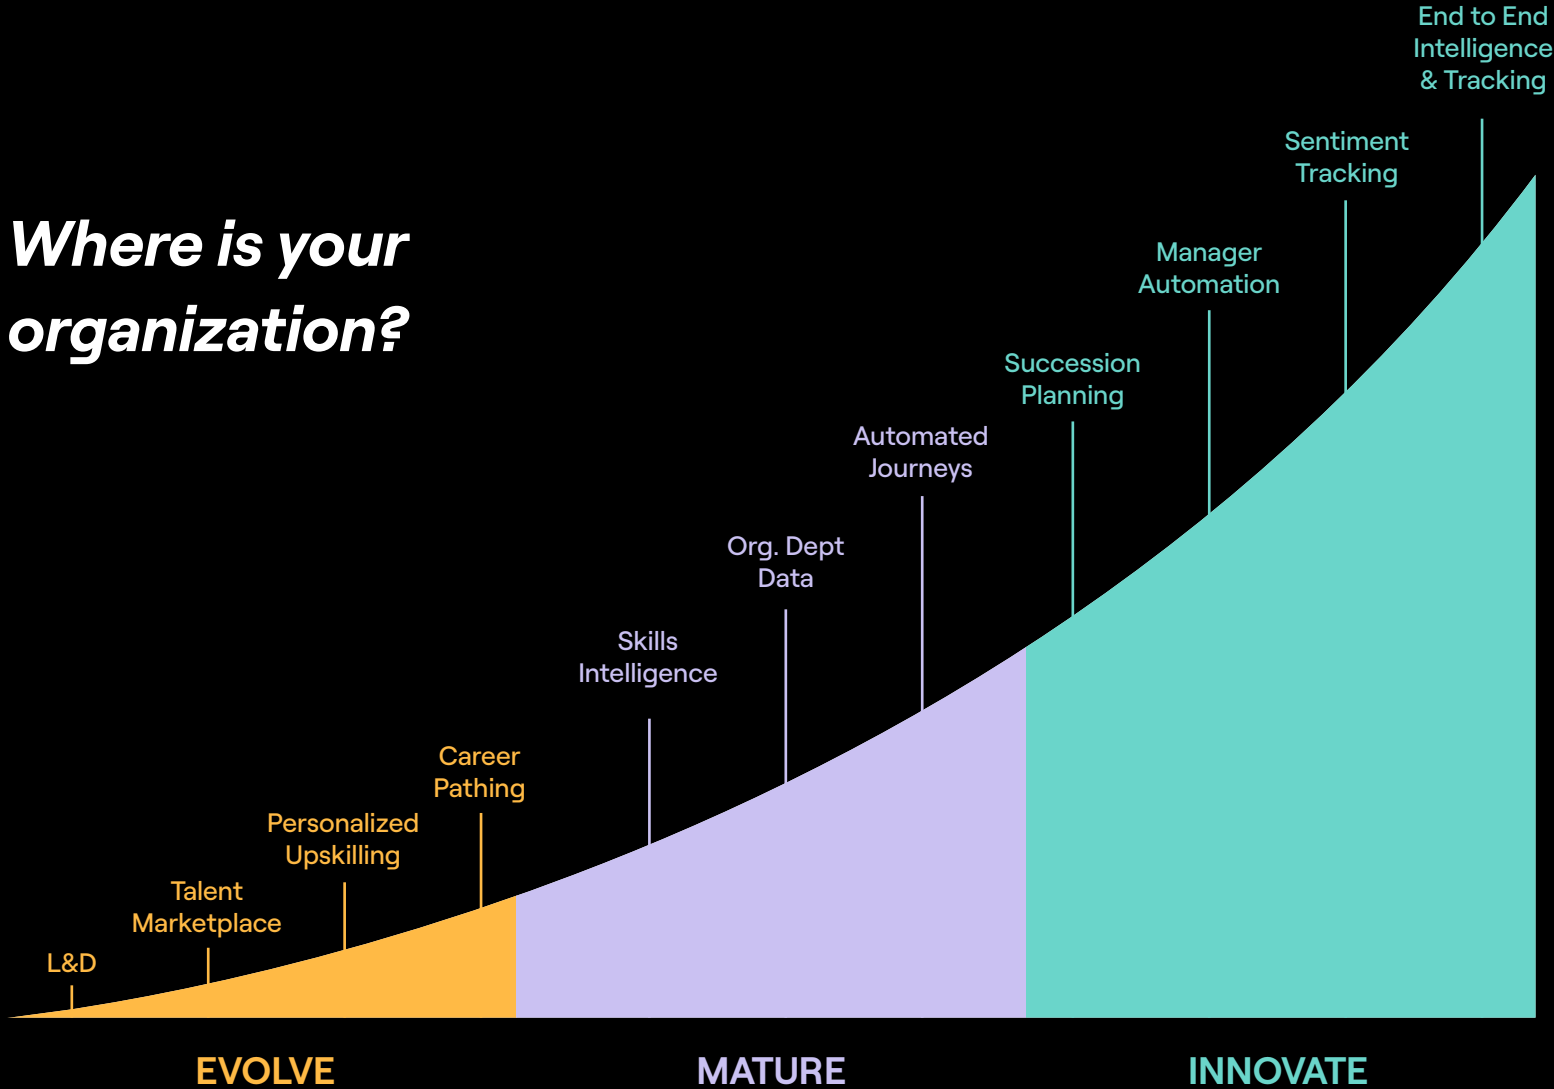 Where is your
organization?
L&D
Talent
Marketplace
Personalized
Upskilling
Career
Pathing
Skills
Intelligence
Org. Dept
Data
Automated
Journeys
Succession
Planning
Manager
Automation
Sentiment
Tracking
End to End
Intelligence
& Tracking
EVOLVE
MATURE
INNOVATE